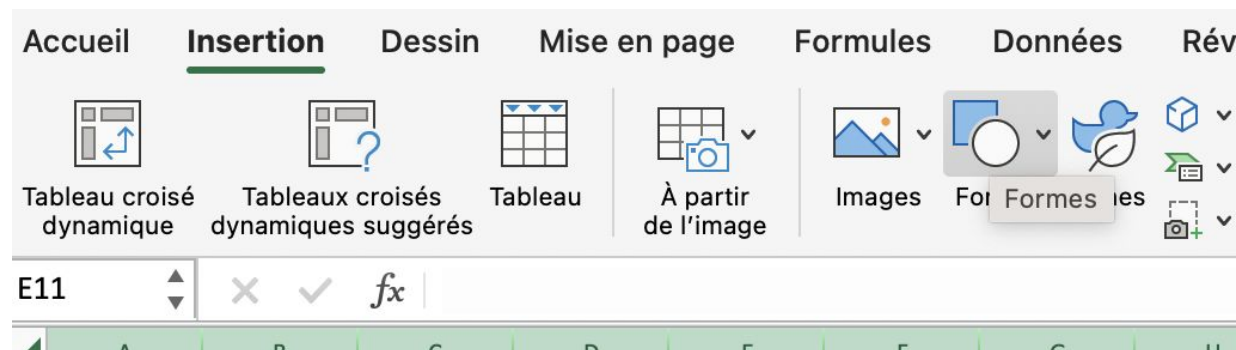 Accueil Insertion Dessin Mise en page Formules Données Rév
Tableau croisé dynamique
Tableaux croisés dynamiques suggérés
Tableau
À partir de l'image
Images
Formes
E11
fx